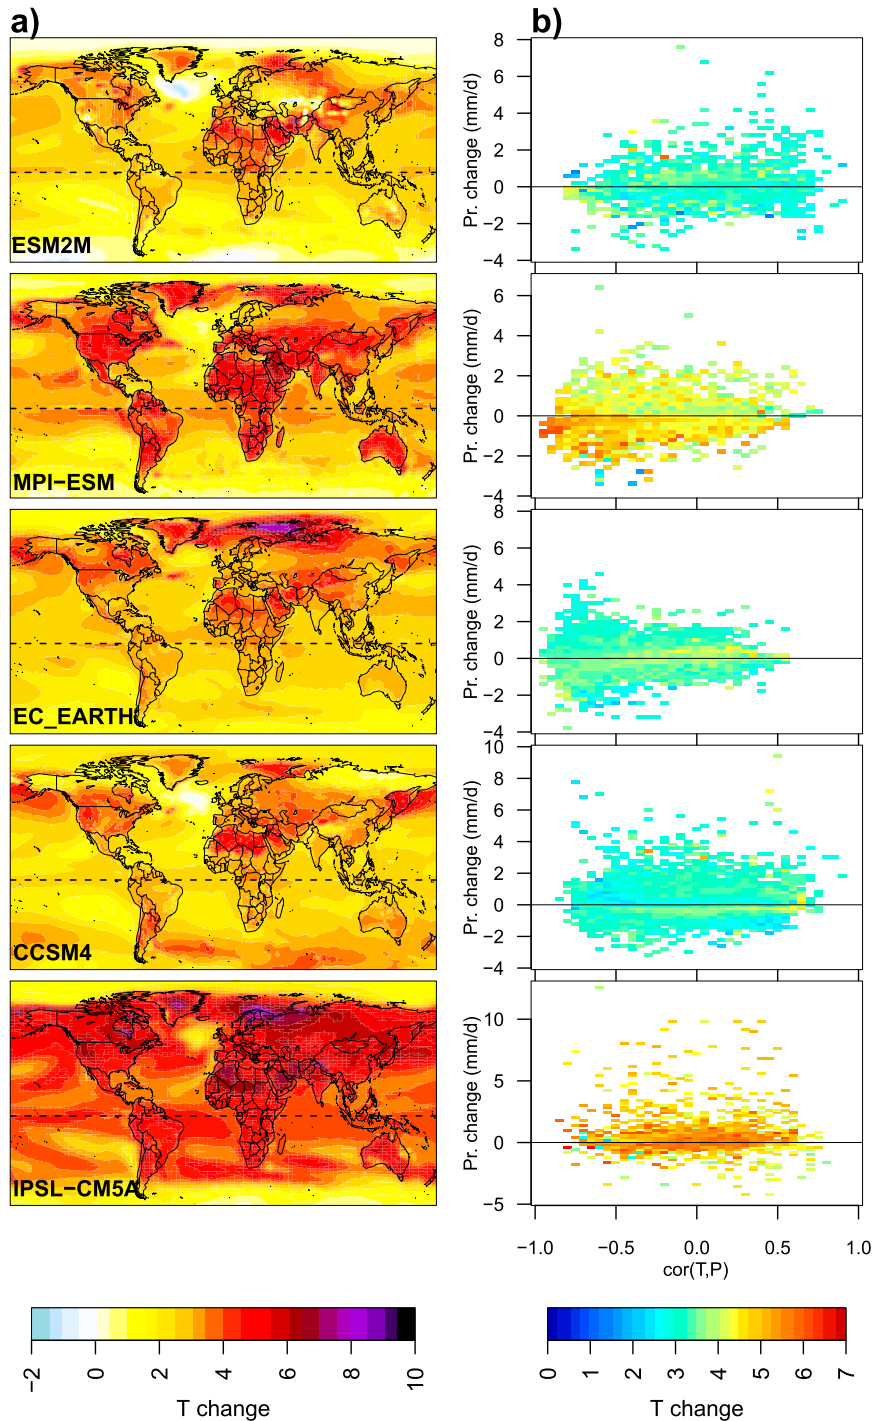 a)
b)
ESM2M
8
6
4
2
0
−2
−4
Pr. change (mm/d)
MPI−ESM
6
4
2
0
−2
−4
Pr. change (mm/d)
EC_EARTH
8
6
4
2
0
−2
−4
Pr. change (mm/d)
CCSM4
10
8
6
4
2
0
−2
−4
Pr. change (mm/d)
IPSL−CM5A
10
5
0
−5
Pr. change (mm/d)
−1.0 −0.5 0.0 0.5 1.0
cor(T,P)
−2 0 2 4 6 8 10
T change
0 1 2 3 4 5 6 7
T change